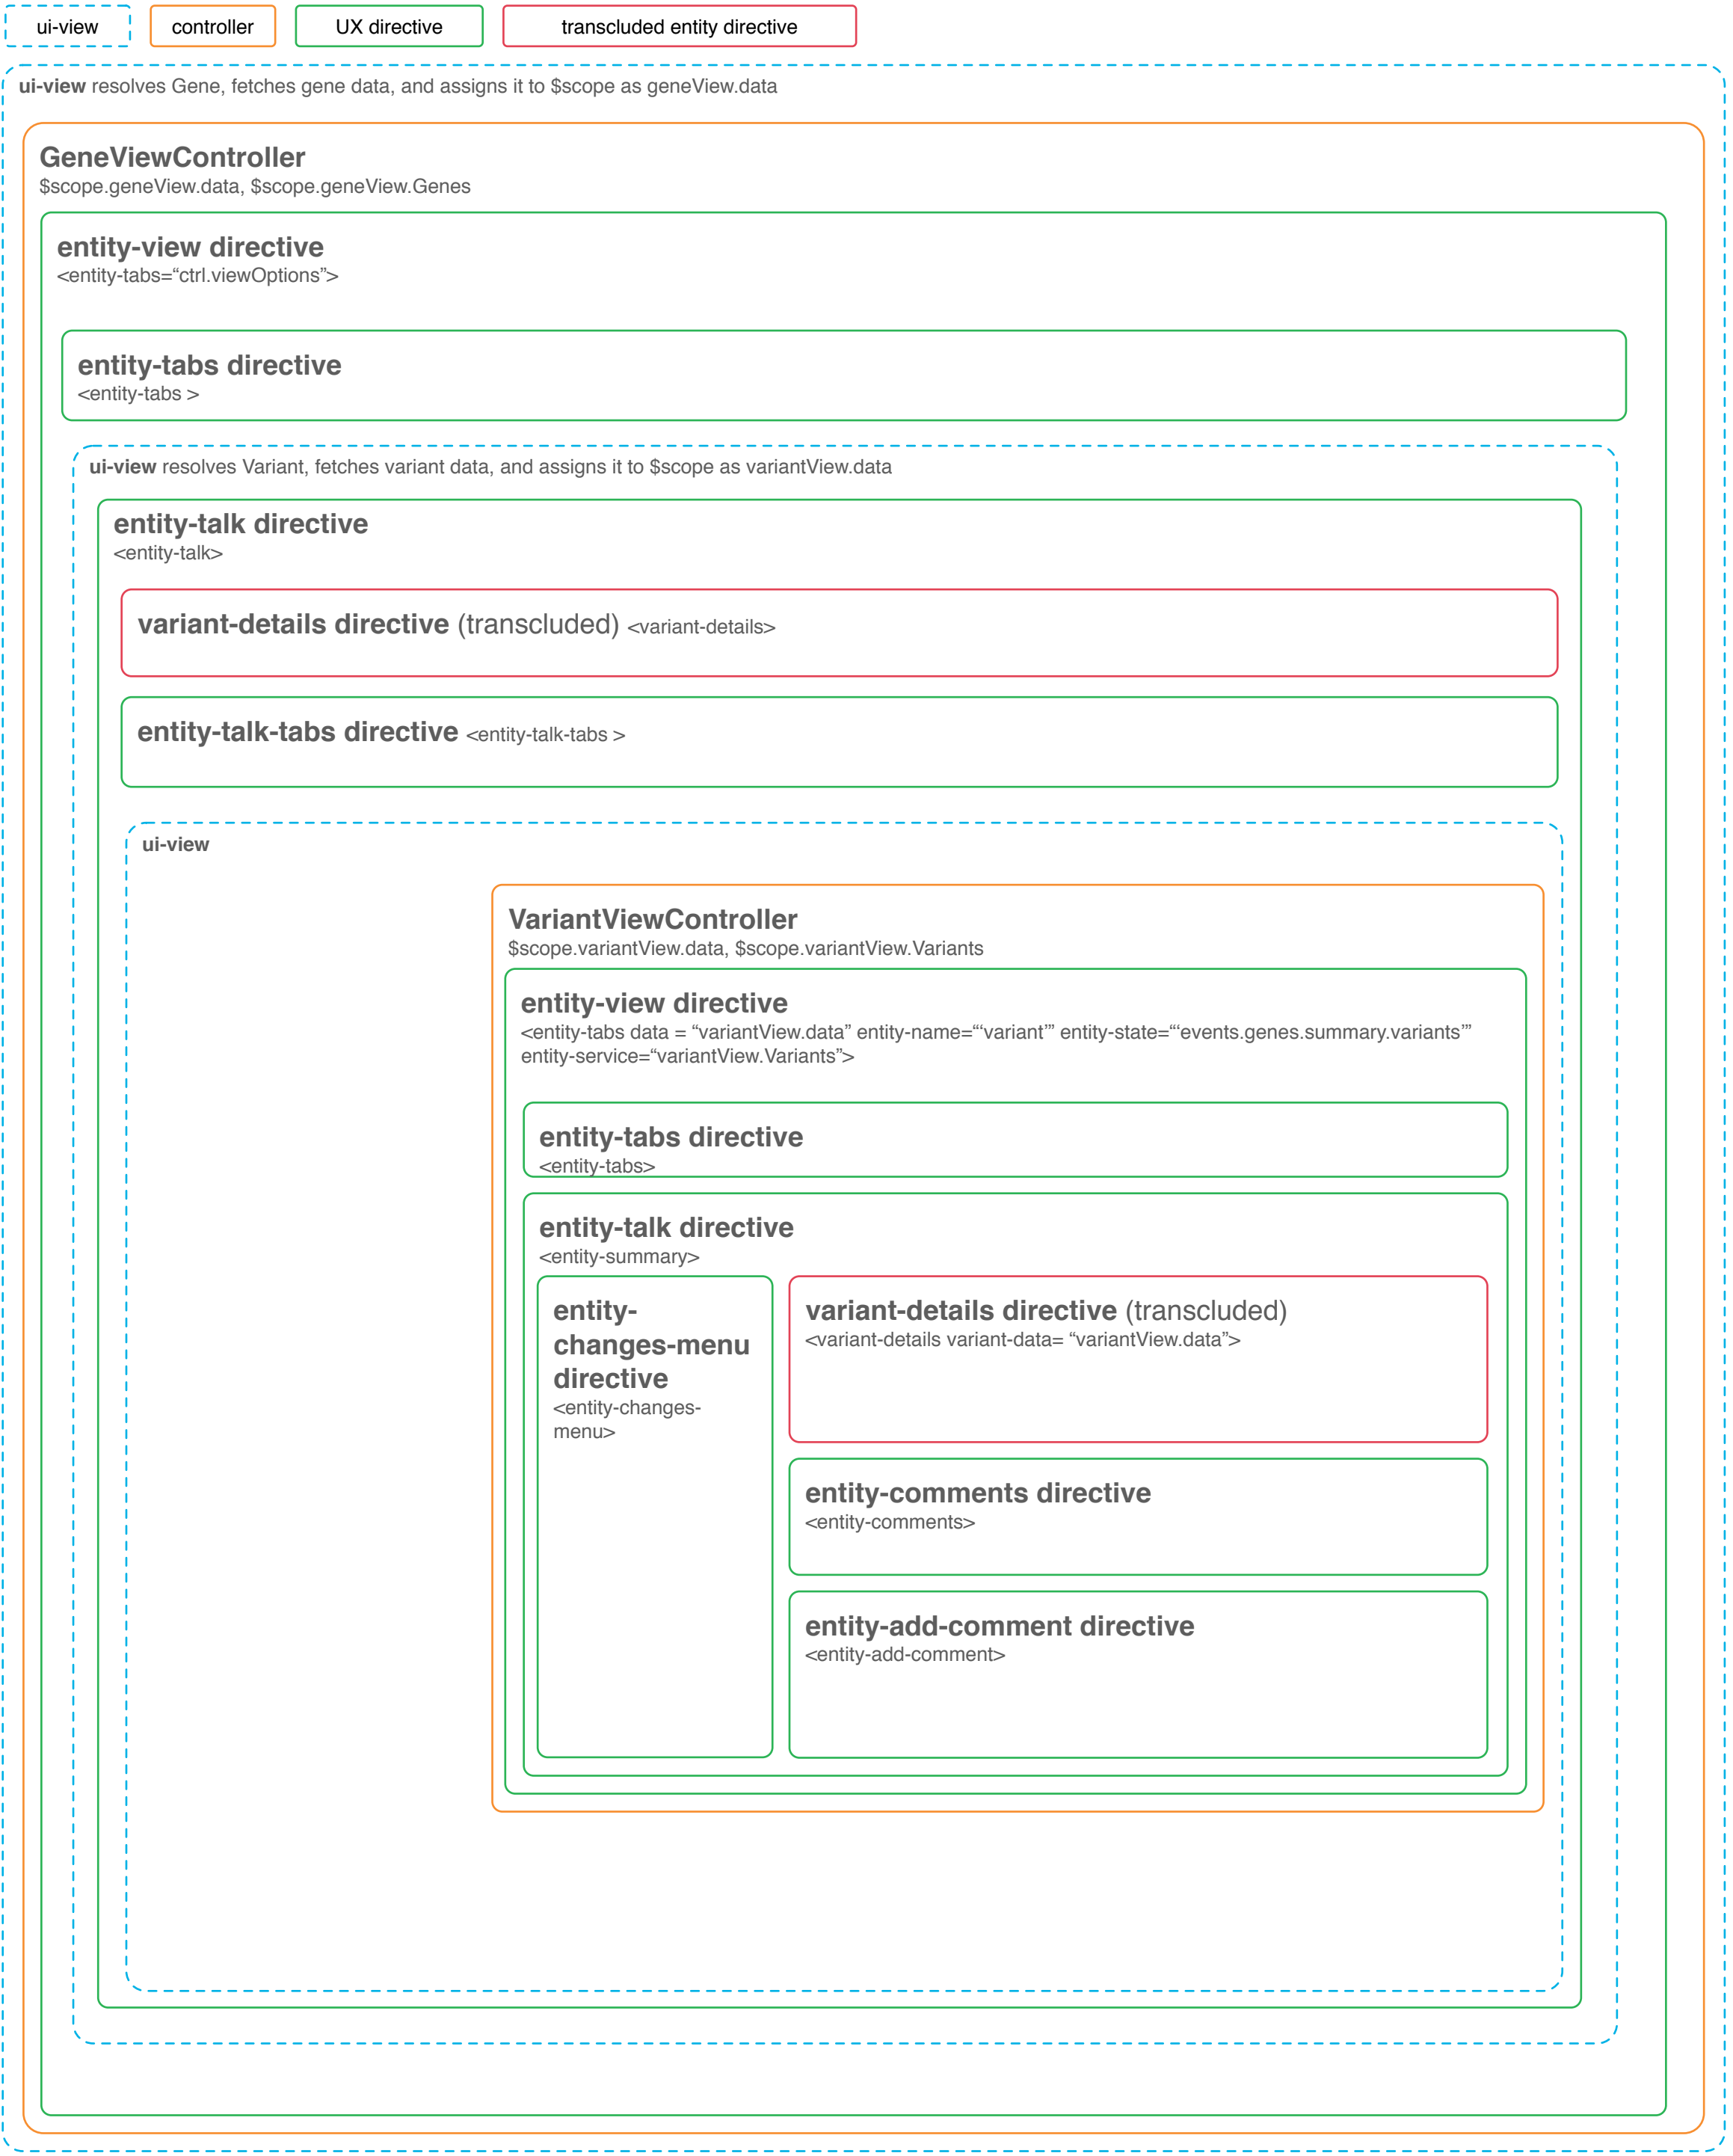 ui-view
controller
UX directive
transcluded entity directive
ui-view resolves Gene, fetches gene data, and assigns it to $scope as geneView.data
GeneViewController
$scope.geneView.data, $scope.geneView.Genes
entity-view directive
<entity-tabs=“ctrl.viewOptions”>
entity-tabs directive
<entity-tabs >
ui-view resolves Variant, fetches variant data, and assigns it to $scope as variantView.data
entity-talk directive
<entity-talk>
variant-details directive (transcluded) <variant-details>
entity-talk-tabs directive <entity-talk-tabs >
ui-view
VariantViewController
$scope.variantView.data, $scope.variantView.Variants
entity-view directive
<entity-tabs data = “variantView.data” entity-name=“‘variant’” entity-state=“‘events.genes.summary.variants’”
entity-service=“variantView.Variants”>
entity-tabs directive
<entity-tabs>
entity-talk directive
<entity-summary>
entity-
changes-menu
directive
<entity-changes-
menu>
variant-details directive (transcluded)
<variant-details variant-data= “variantView.data”>
entity-comments directive
<entity-comments>
entity-add-comment directive
<entity-add-comment>